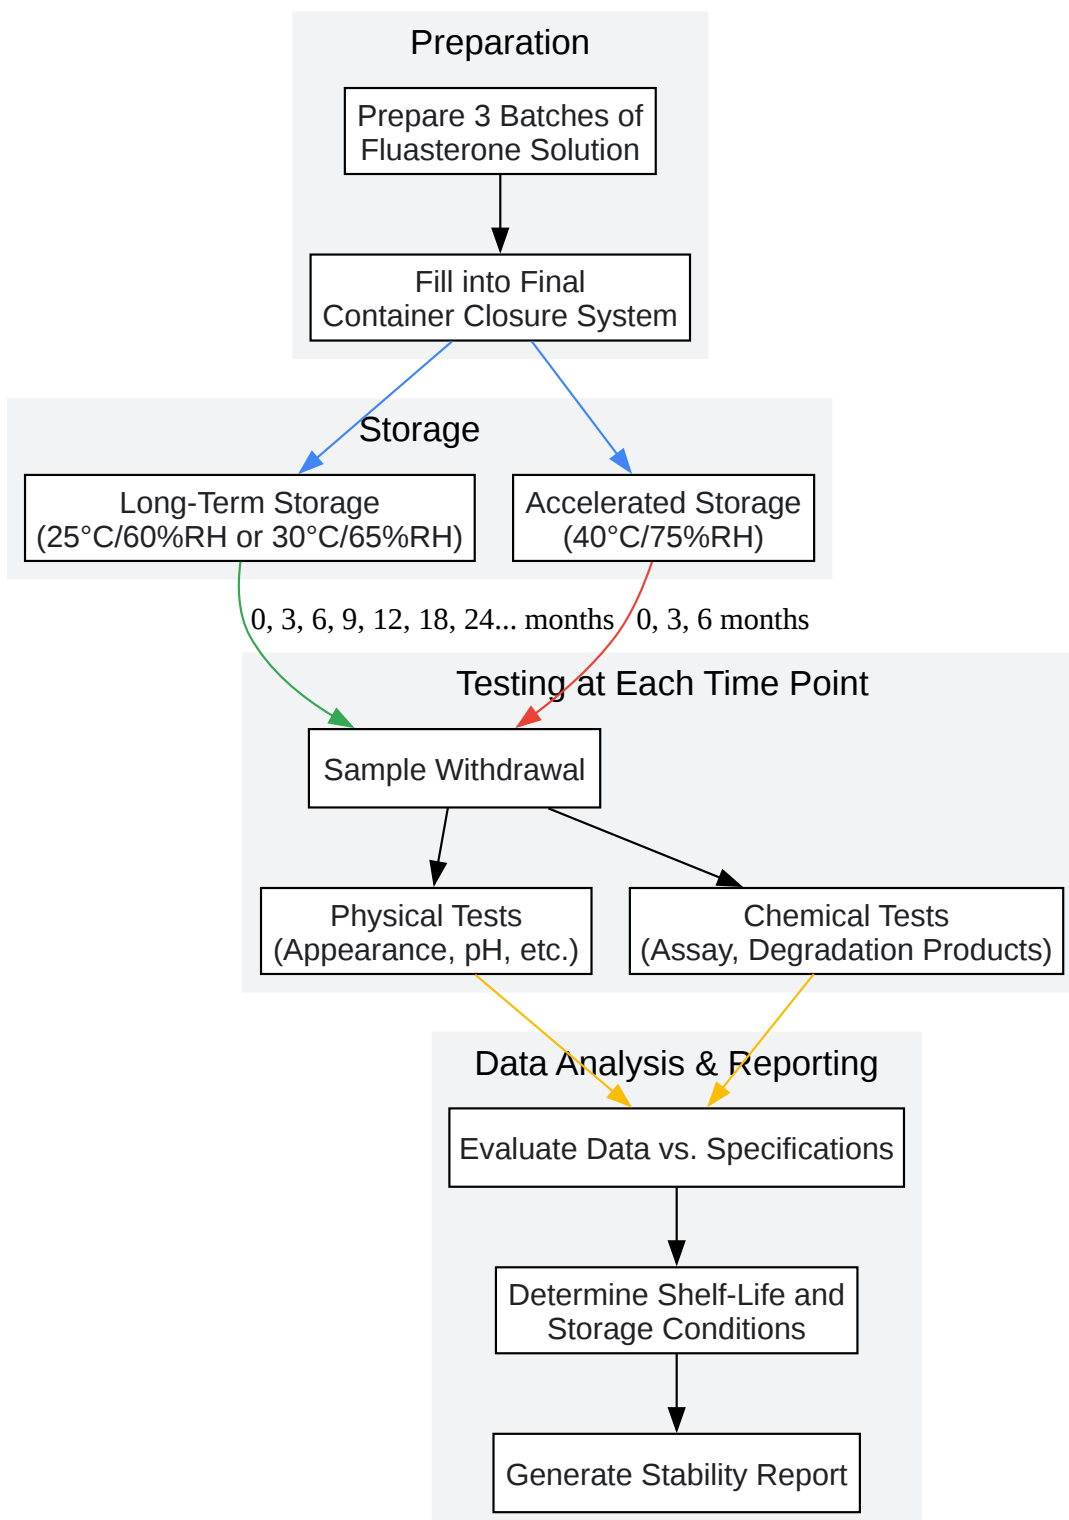 Preparation
Prepare 3 Batches of
Fluasterone Solution
Fill into Final
Container Closure System
Storage
Long-Term Storage
(25°C/60%RH or 30°C/65%RH)
Accelerated Storage
(40°C/75%RH)
0, 3, 6, 9, 12, 18, 24... months
0, 3, 6 months
Testing at Each Time Point
Sample Withdrawal
Physical Tests
(Appearance, pH, etc.)
Chemical Tests
(Assay, Degradation Products)
Data Analysis & Reporting
Evaluate Data vs. Specifications
Determine Shelf-Life and
Storage Conditions
Generate Stability Report